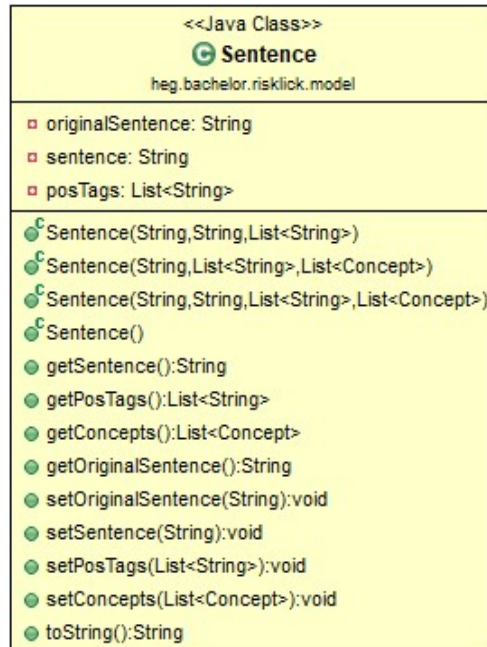 <<Java Class>>
C Sentence
heg.bachelor.risklick.model
originalSentence: String
sentence: String
posTags: List<String>
C Sentence(String,String,List<String>)
C Sentence(String,List<String>,List<Concept>)
C Sentence(String,String,List<String>,List<Concept>)
C Sentence()
getSentence():String
getPosTags():List<String>
getConcepts():List<Concept>
getOriginalSentence():String
setOriginalSentence(String):void
setSentence(String):void
setPosTags(List<String>):void
setConcepts(List<Concept>):void
toString():String